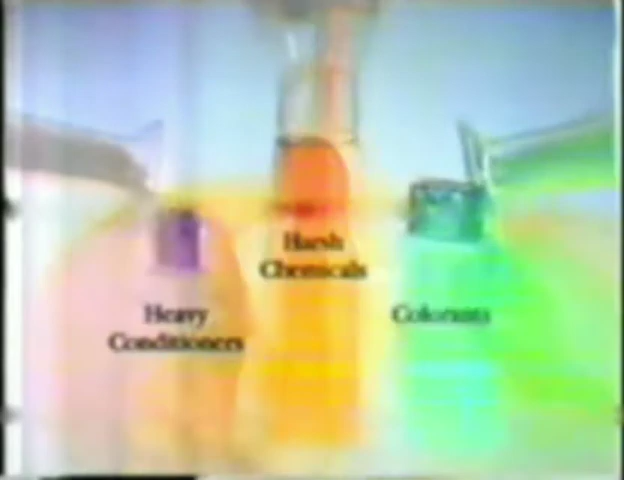 Harsh
Chemicals
Heavy
Conditioners
Colorants